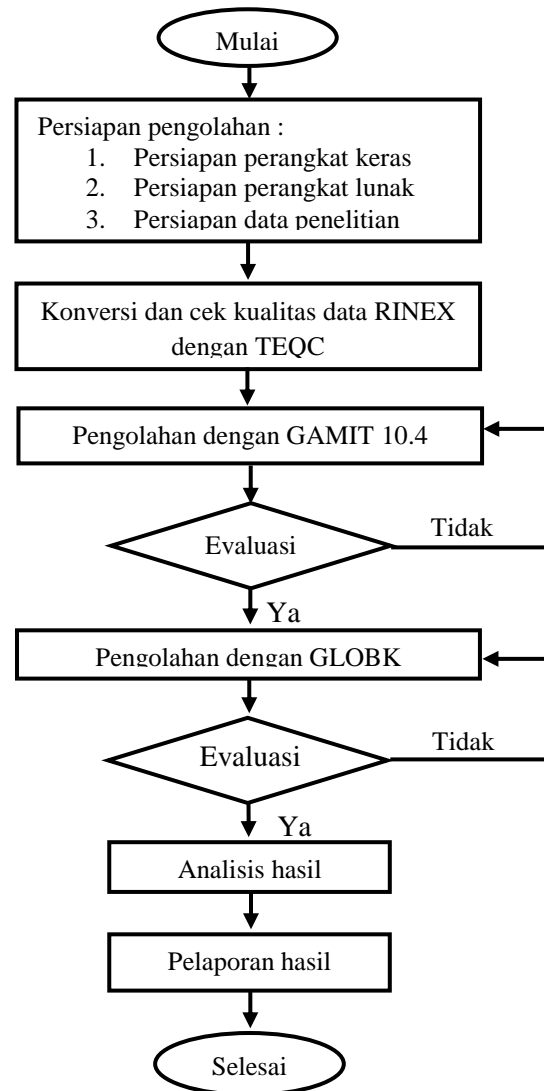 Mulai
Persiapan pengolahan :
1. Persiapan perangkat keras
2. Persiapan perangkat lunak
3. Persiapan data penelitian
Konversi dan cek kualitas data RINEX
dengan TEQC
Pengolahan dengan GAMIT 10.4
Evaluasi
Tidak
Ya
Pengolahan dengan GLOBK
Evaluasi
Tidak
Ya
Analisis hasil
Pelaporan hasil
Selesai